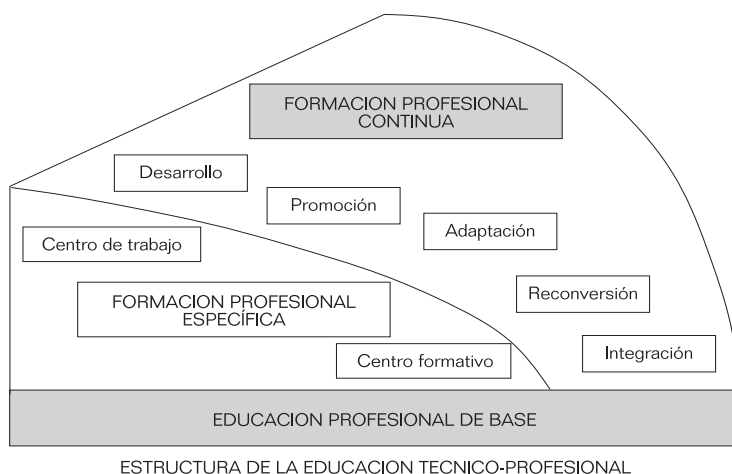 FORMACION PROFESIONAL
CONTINUA
Desarrollo
Promoción
Adaptación
Centro de trabajo
Reconversión
FORMACION PROFESIONAL
ESPECÍFICA
Integración
Centro formativo
EDUCACION PROFESIONAL DE BASE
ESTRUCTURA DE LA EDUCACION TECNICO-PROFESIONAL